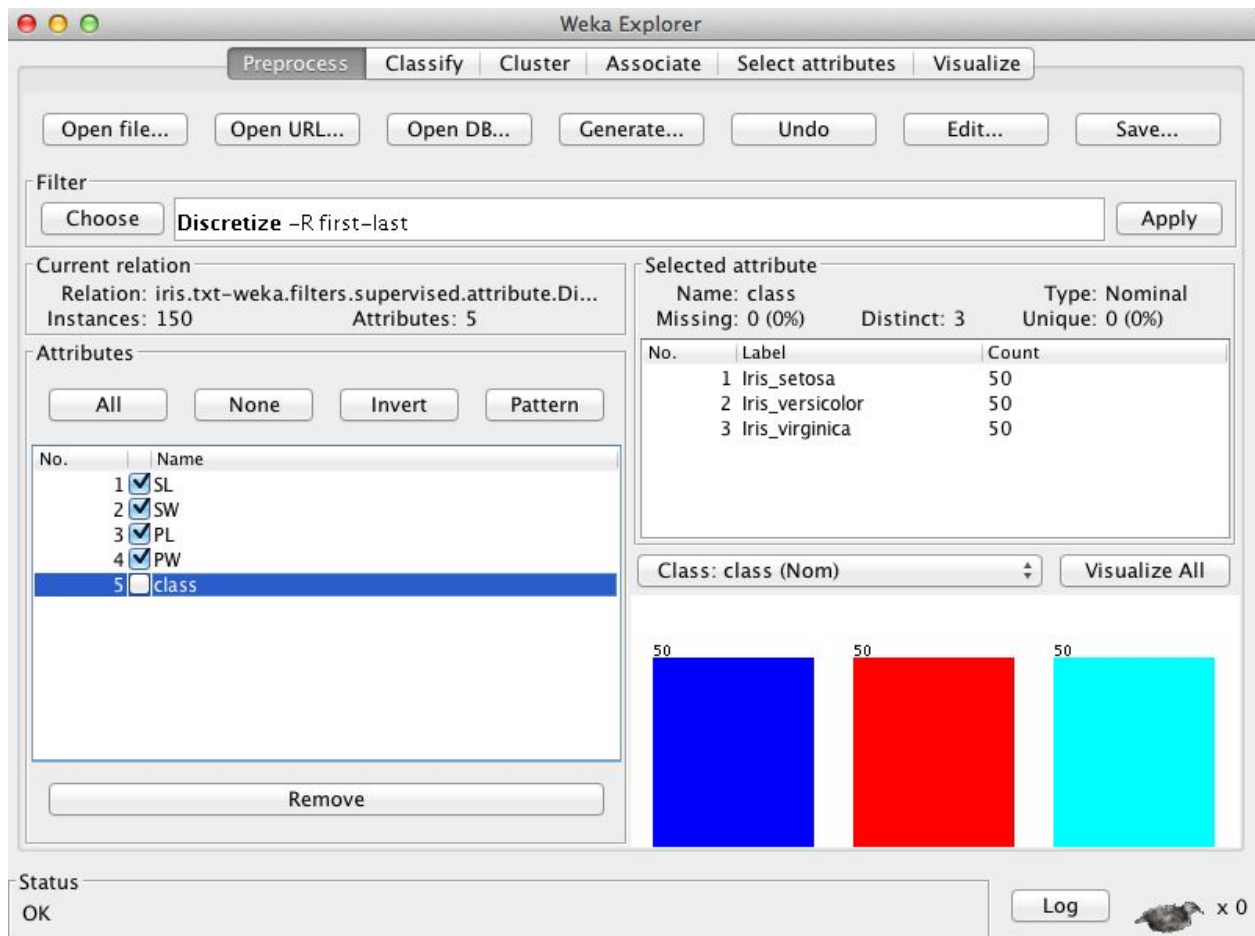 Weka Explorer
Preprocess Classify Cluster Associate Select attributes Visualize
Open file... Open URL... Open DB... Generate... Undo Edit... Save...
Filter
Choose Discretize –R first–last Apply
Current relation
Relation: iris.txt–weka.filters.supervised.attribute.Di...
Instances: 150 Attributes: 5
Attributes
All None Invert Pattern
No. Name
1 SL
2 SW
3 PL
4 PW
5 class
Remove
Selected attribute
Name: class Type: Nominal
Missing: 0 (0%) Distinct: 3 Unique: 0 (0%)
No. Label Count
1 Iris_setosa 50
2 Iris_versicolor 50
3 Iris_virginica 50
Class: class (Nom) Visualize All
50 50 50
Status
OK
Log x 0